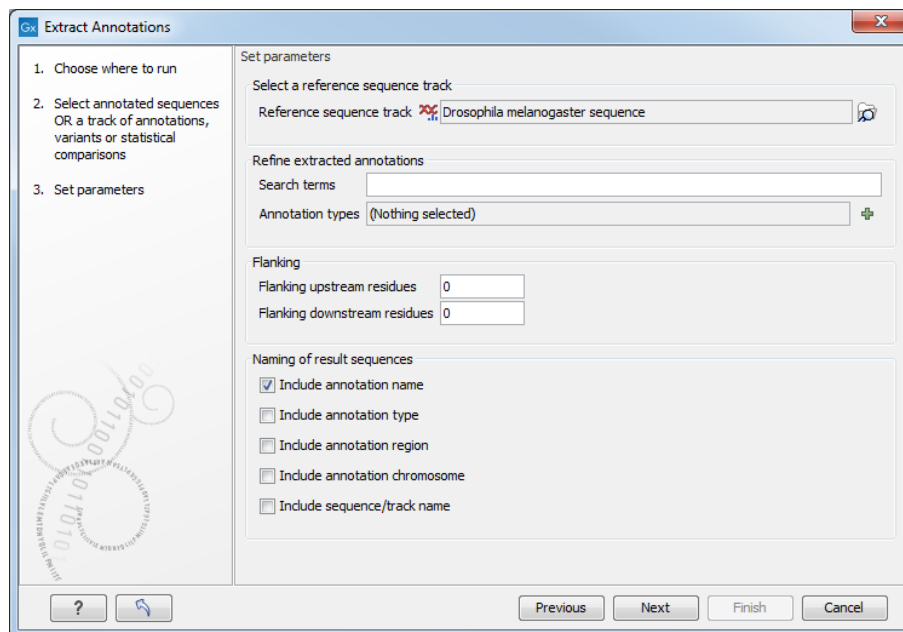 Gx Extract Annotations
1. Choose where to run
2. Select annotated sequences
OR a track of annotations,
variants or statistical
comparisons
3. Set parameters
Set parameters
Select a reference sequence track
Reference sequence track Drosophila melanogaster sequence
Refine extracted annotations
Search terms
Annotation types (Nothing selected)
Flanking
Flanking upstream residues 0
Flanking downstream residues 0
Naming of result sequences
Include annotation name
Include annotation type
Include annotation region
Include annotation chromosome
Include sequence/track name
? Previous Next Finish Cancel